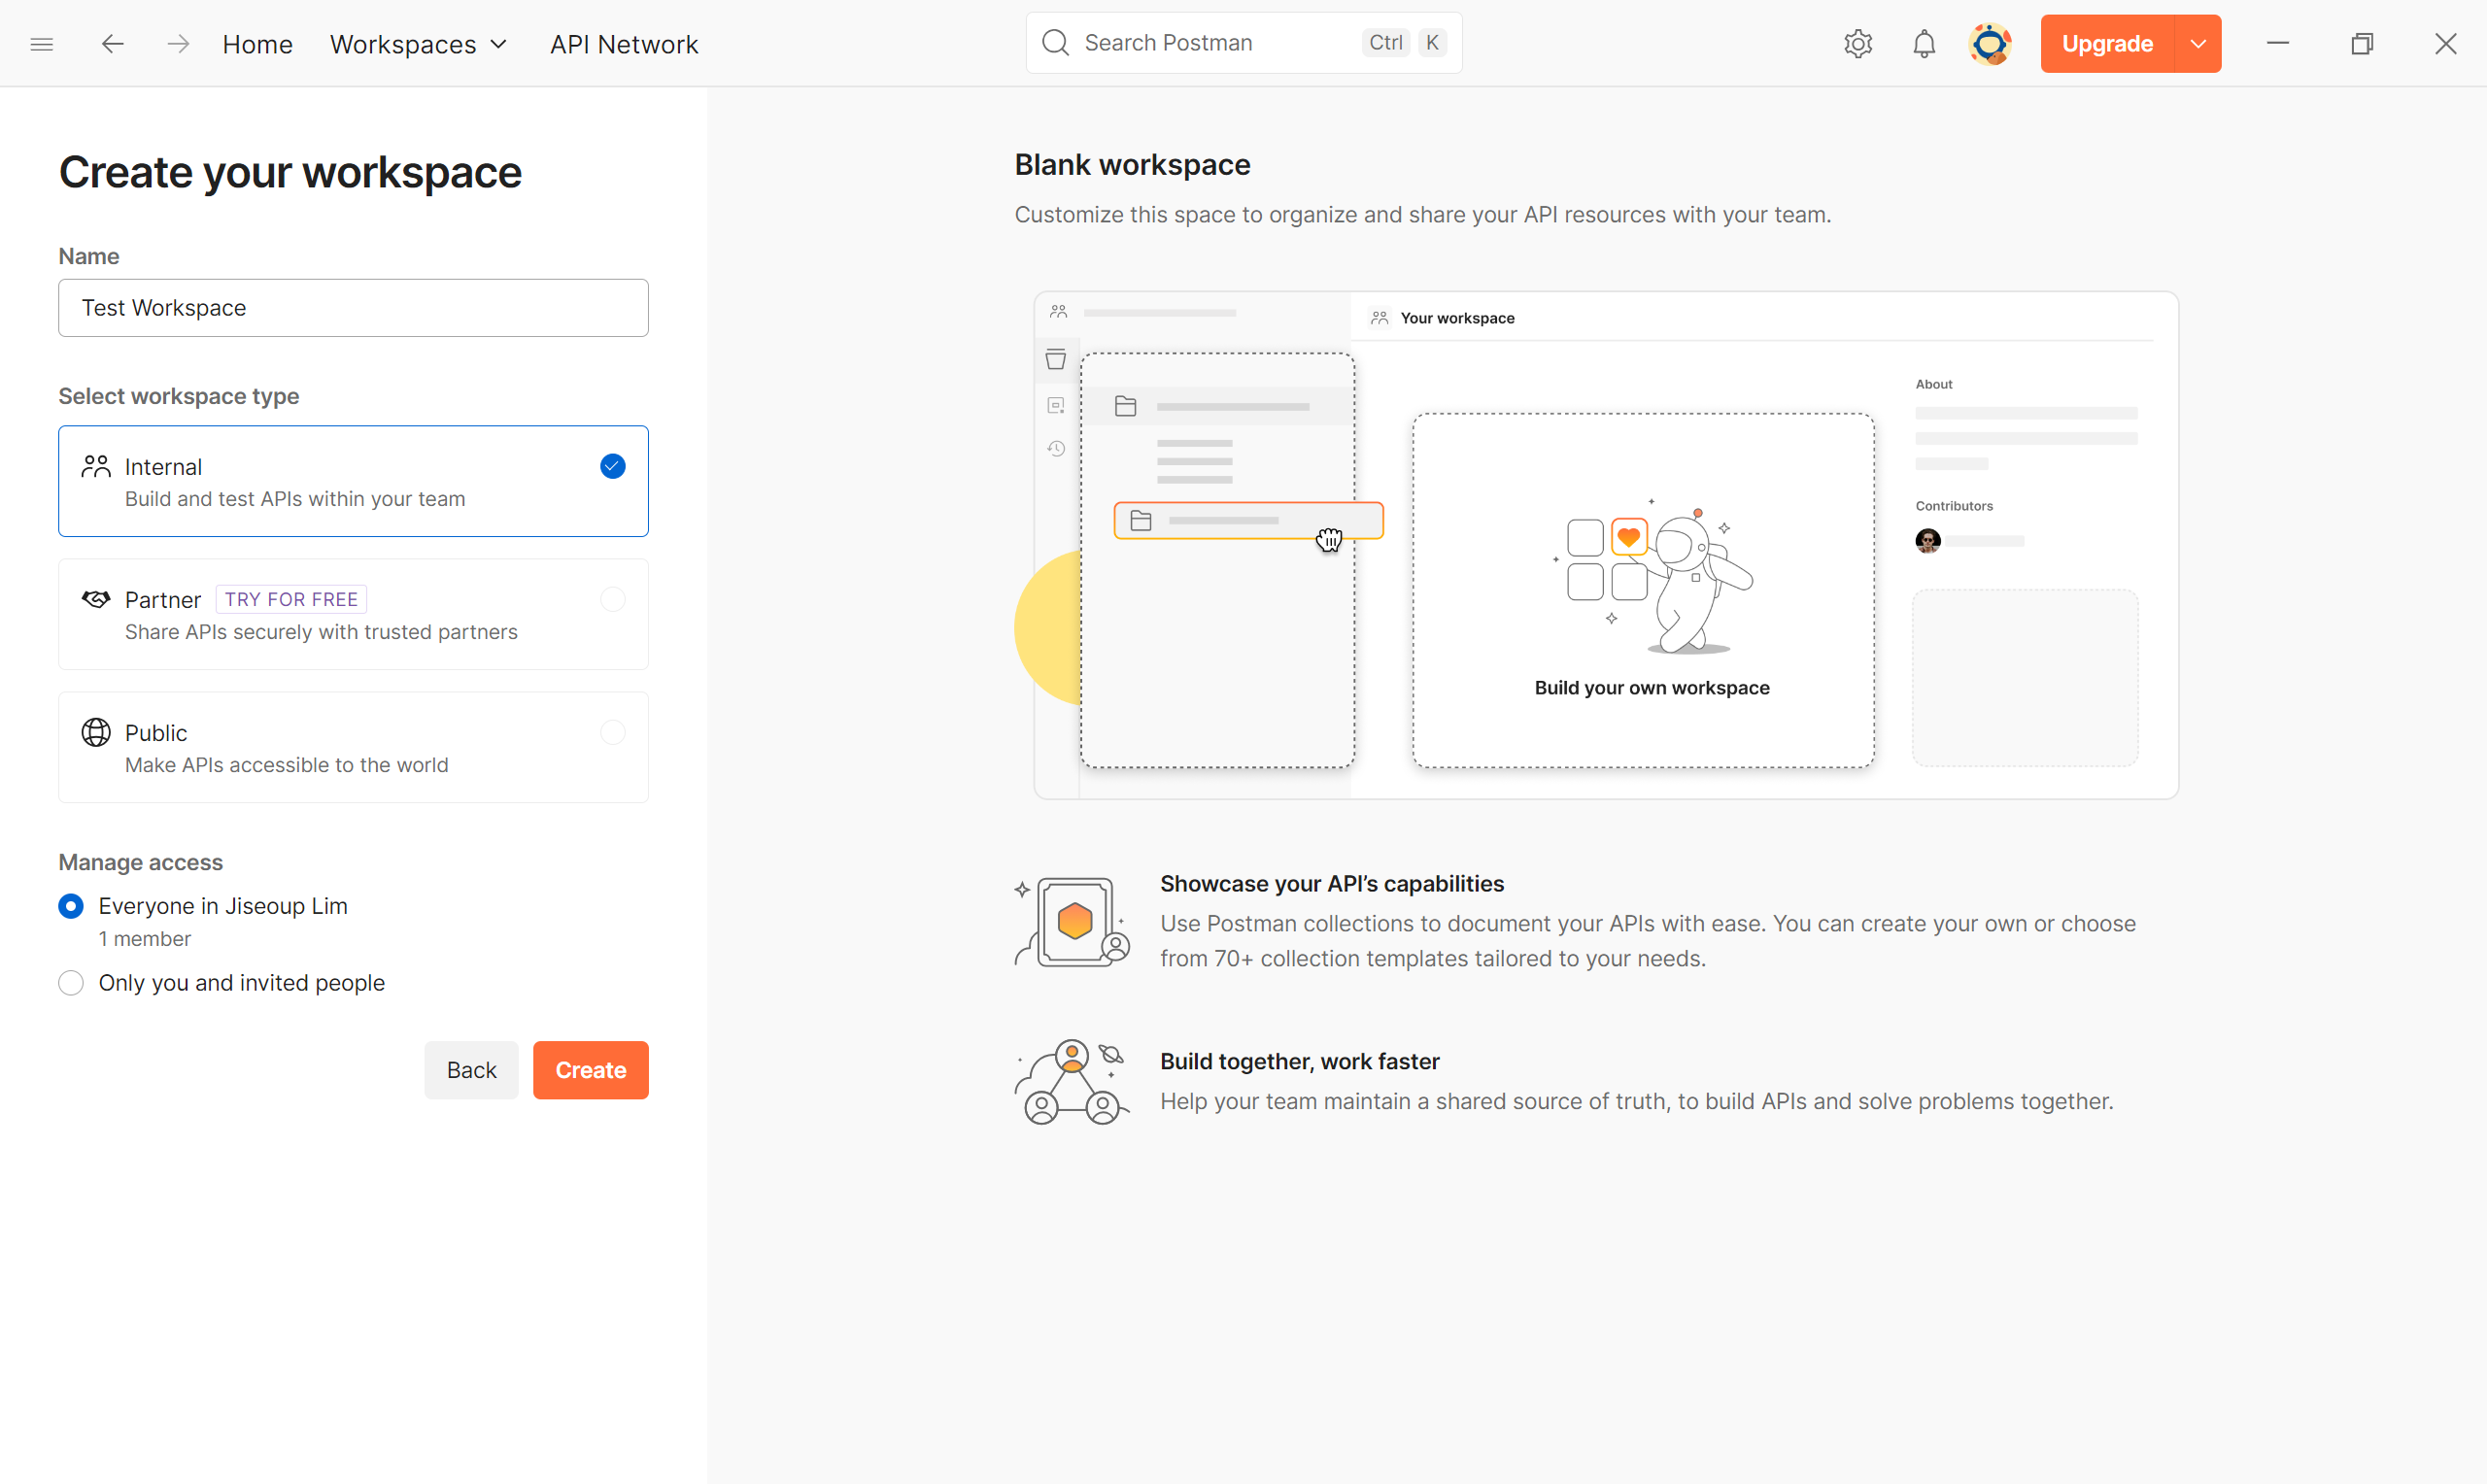 Home
Workspaces
API Network
Search Postman
Ctrl K
Upgrade
Create your workspace
Name
Test Workspace
Select workspace type
Internal
Build and test APIs within your team
Partner TRY FOR FREE
Share APIs securely with trusted partners
Public
Make APIs accessible to the world
Manage access
Everyone in Jiseoup Lim
1 member
Only you and invited people
Back
Create
Blank workspace
Customize this space to organize and share your API resources with your team.
Your workspace
About
Contributors
Build your own workspace
Showcase your API’s capabilities
Use Postman collections to document your APIs with ease. You can create your own or choose
from 70+ collection templates tailored to your needs.
Build together, work faster
Help your team maintain a shared source of truth, to build APIs and solve problems together.